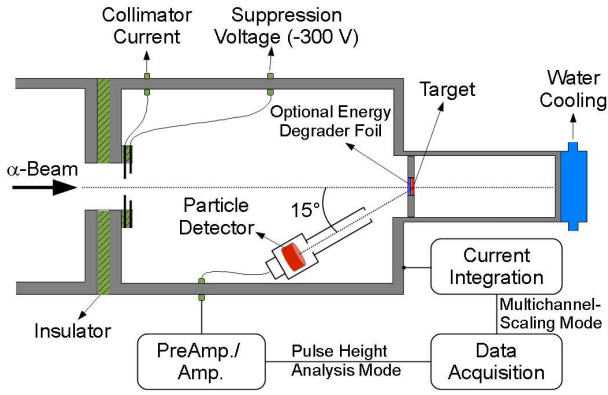 Collimator
Current
Suppression
Voltage (-300 V)
Optional Energy
Degrader Foil
Target
Water
Cooling
α-Beam
15°
Particle
Detector
Insulator
PreAmp./
Amp.
Pulse Height
Analysis Mode
Current
Integration
Multichannel-
Scaling Mode
Data
Acquisition